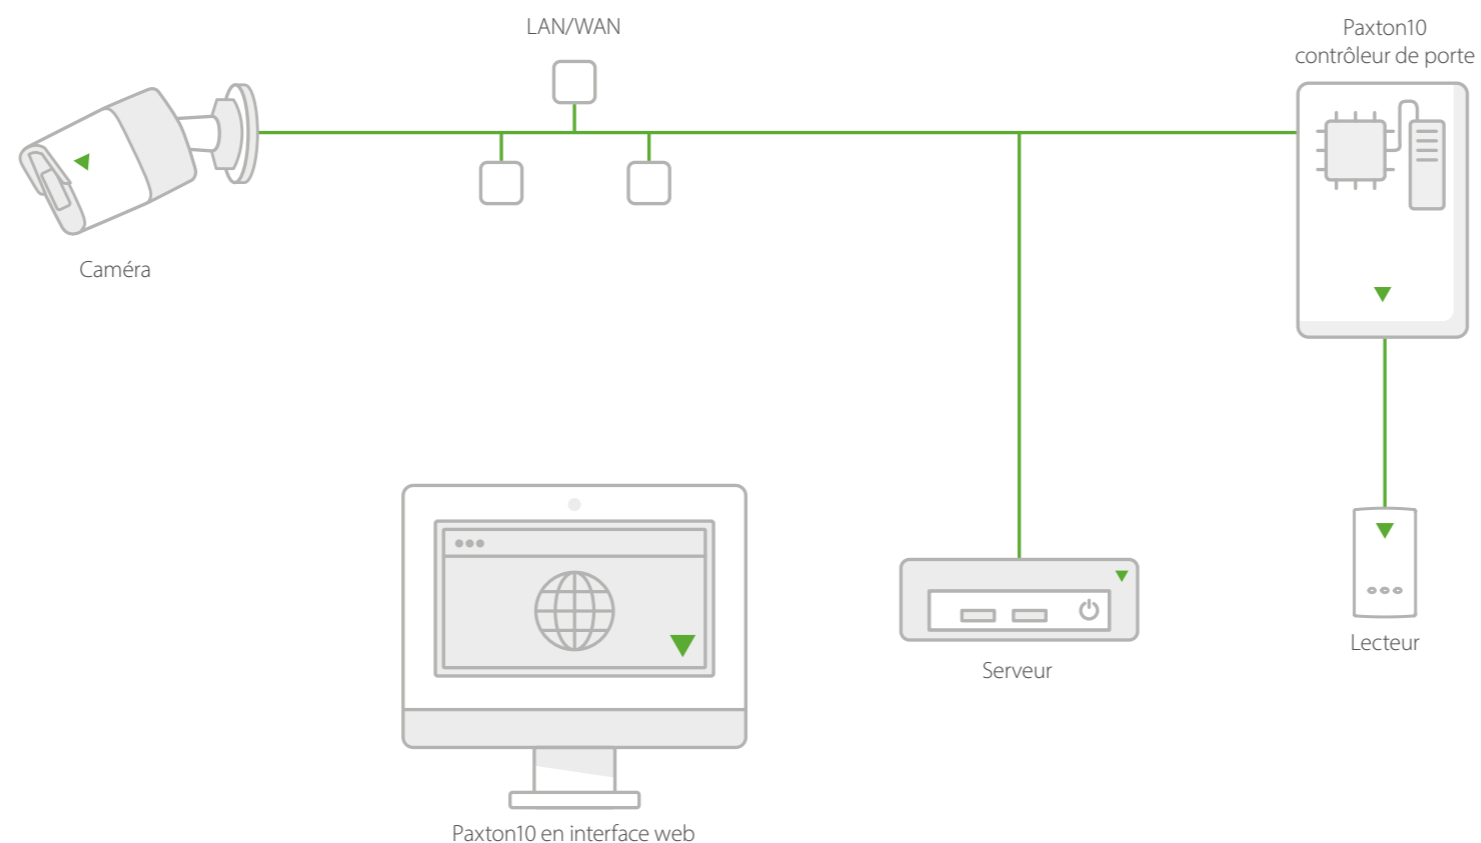 LAN/WAN
Paxton10
contrôleur de porte
Caméra
Lecteur
Serveur
Paxton10 en interface web